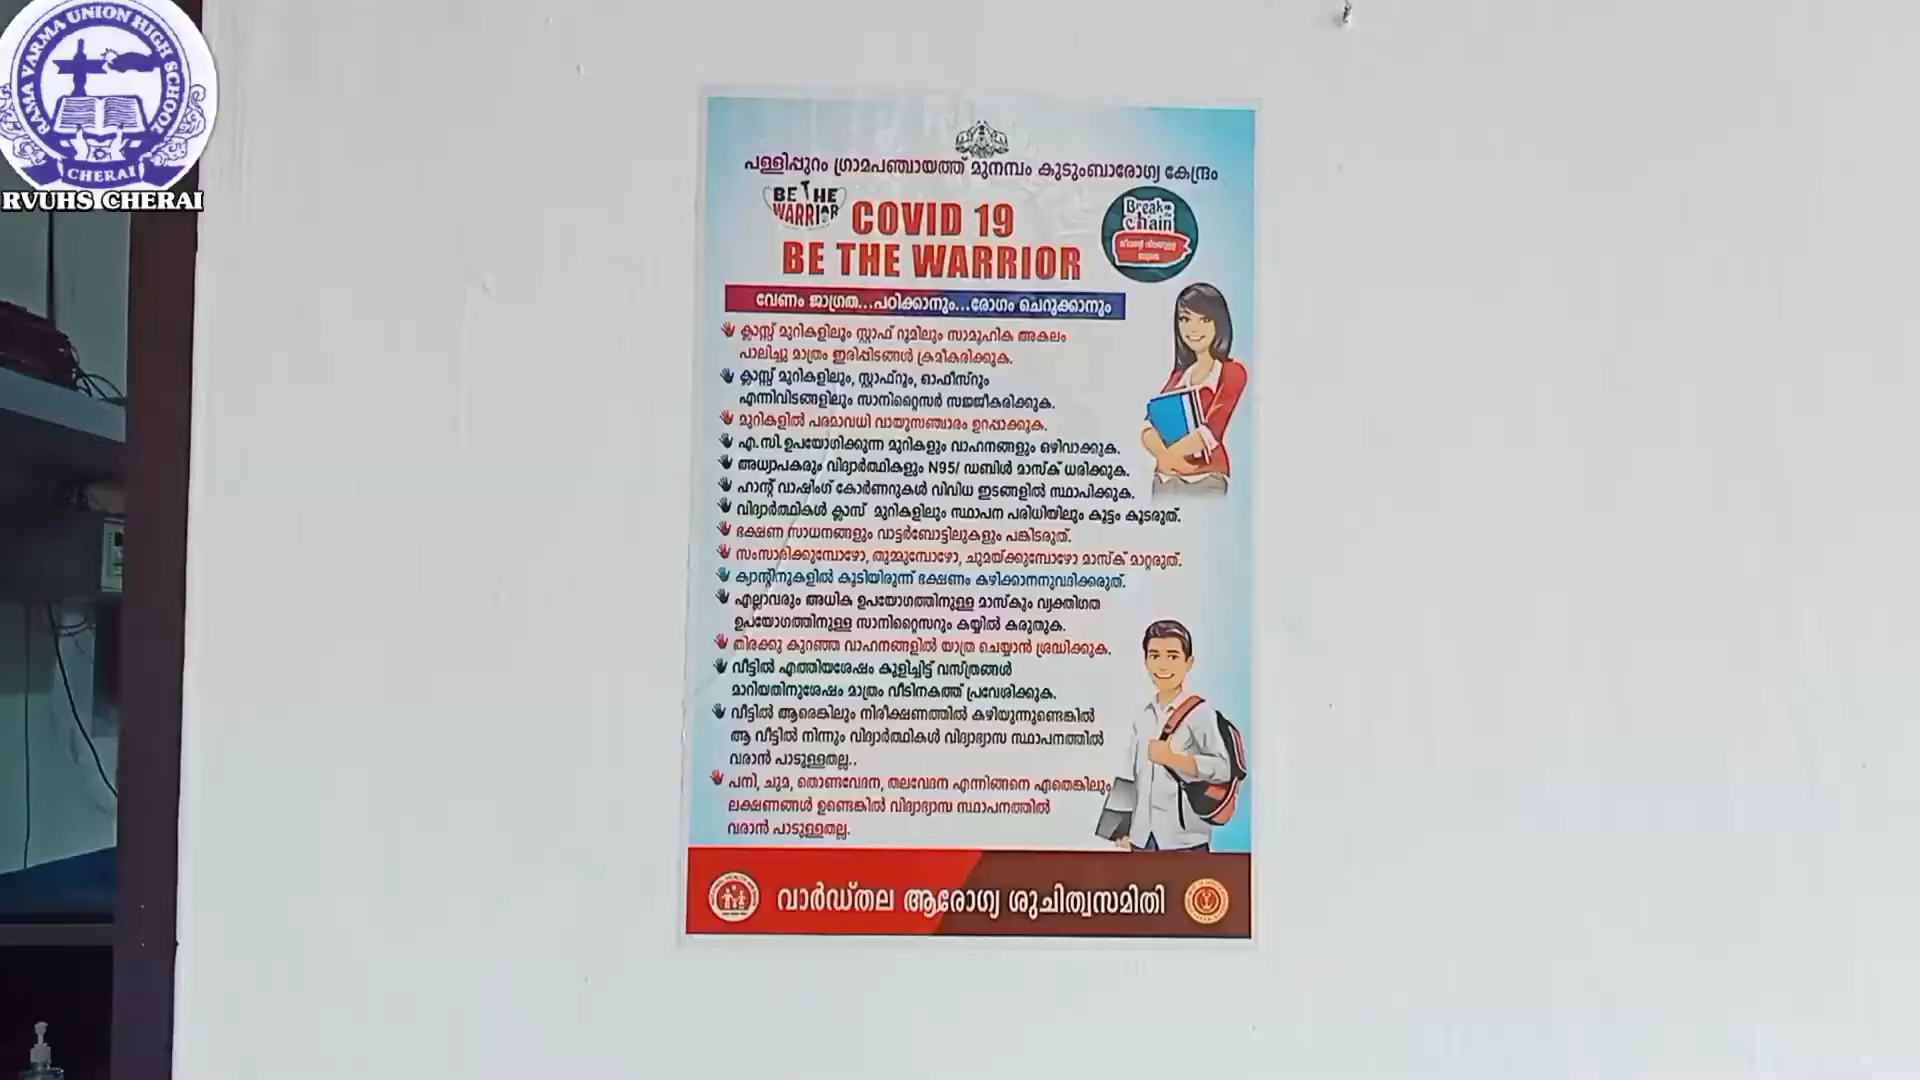 RAMA VARMA UNION HIGH SCHOOL
CHERAI
RVUHS CHERAI
പള്ളിപ്പുറം ഗ്രാമപഞ്ചായത്ത് മുനമ്പം കുടുംബാരോഗ്യ കേന്ദ്രം
BE THE
WARRIOR
COVID 19
BE THE WARRIOR
Break
chain
വേണം ജാഗ്രത...പഠിക്കാനും...രോഗം ചെറുക്കാനും
ക്ലാസ്സ് മുറികളിലും സ്റ്റാഫ് റൂമിലും സാമൂഹിക അകലം
പാലിച്ചു മാത്രം ഇരിപ്പിടങ്ങൾ ക്രമീകരിക്കുക.
ക്ലാസ്സ് മുറികളിലും, സ്റ്റാഫ്റൂം, ഓഫീസ്റൂം
എന്നിവിടങ്ങളിലും സാനിറ്റൈസർ സജ്ജീകരിക്കുക.
മുറികളിൽ പരമാവധി വായുസഞ്ചാരം ഉറപ്പാക്കുക.
എ.സി.ഉപയോഗിക്കുന്ന മുറികളും വാഹനങ്ങളും ഒഴിവാക്കുക.
അധ്യാപകരും വിദ്യാർത്ഥികളും N95/ ഡബിൾ മാസ്ക് ധരിക്കുക.
ഹാന്റ് വാഷിംഗ് കോർണറുകൾ വിവിധ ഇടങ്ങളിൽ സ്ഥാപിക്കുക.
വിദ്യാർത്ഥികൾ ക്ലാസ് മുറികളിലും സ്ഥാപന പരിധിയിലും കൂട്ടം കൂടരുത്.
ഭക്ഷണ സാധനങ്ങളും വാട്ടർബോട്ടിലുകളും പങ്കിടരുത്.
സംസാരിക്കുമ്പോഴോ, തുമ്മുമ്പോഴോ, ചുമയ്ക്കുമ്പോഴോ മാസ്ക് മാറ്റരുത്.
ക്യാന്റീനുകളിൽ കൂടിയിരുന്ന് ഭക്ഷണം കഴിക്കാനനുവദിക്കരുത്.
എല്ലാവരും അധിക ഉപയോഗത്തിനുള്ള മാസ്കും വ്യക്തിഗത
ഉപയോഗത്തിനുള്ള സാനിറ്റൈസറും കയ്യിൽ കരുതുക.
തിരക്കു കുറഞ്ഞ വാഹനങ്ങളിൽ യാത്ര ചെയ്യാൻ ശ്രദ്ധിക്കുക.
വീട്ടിൽ എത്തിയശേഷം കുളിച്ചിട്ട് വസ്ത്രങ്ങൾ
മാറിയതിനുശേഷം മാത്രം വീടിനകത്ത് പ്രവേശിക്കുക.
വീട്ടിൽ ആരെങ്കിലും നിരീക്ഷണത്തിൽ കഴിയുന്നുണ്ടെങ്കിൽ
ആ വീട്ടിൽ നിന്നും വിദ്യാർത്ഥികൾ വിദ്യാഭ്യാസ സ്ഥാപനത്തിൽ
വരാൻ പാടുള്ളതല്ല..
പനി, ചുമ, തൊണ്ടവേദന, തലവേദന എന്നിങ്ങനെ ഏതെങ്കിലും
ലക്ഷണങ്ങൾ ഉണ്ടെങ്കിൽ വിദ്യാഭ്യാസ സ്ഥാപനത്തിൽ
വരാൻ പാടുള്ളതല്ല.
വാർഡ്തല ആരോഗ്യ ശുചിത്വസമിതി